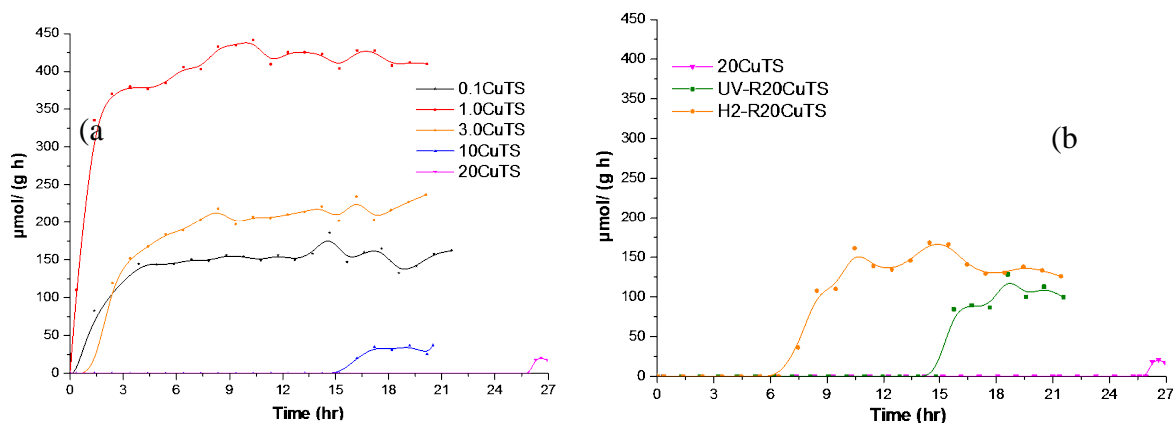 450
400
350
300
250
200
150
100
50
0
µmol/ (g h)
0 3 6 9 12 15 18 21 24 27
Time (hr)
0.1CuTS
1.0CuTS
3.0CuTS
10CuTS
20CuTS
(a
450
400
350
300
250
200
150
100
50
0
µmol/ (g h)
0 3 6 9 12 15 18 21 24 27
Time (hr)
20CuTS
UV-R20CuTS
H2-R20CuTS
(b